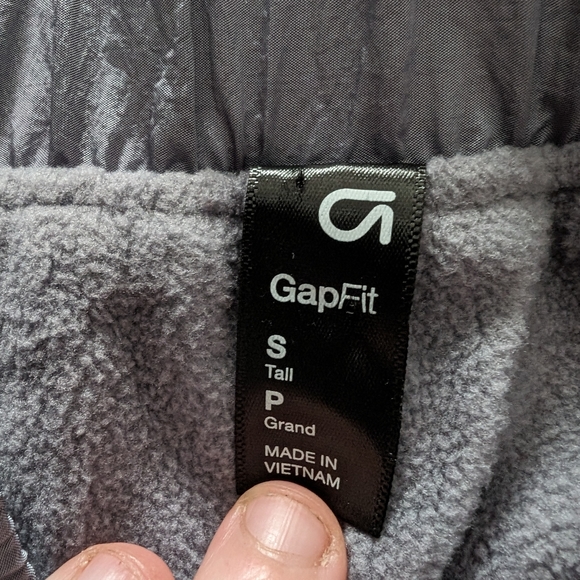 GapFit
S
Tall
P
Grand
MADE IN
VIETNAM